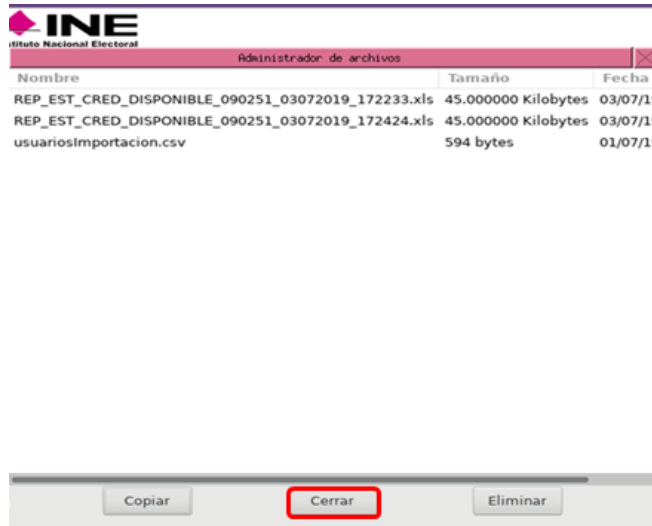 INE
stituto Nacional Electoral
Administrador de archivos
Nombre Tamaño Fecha
REP_EST_CRED_DISPONIBLE_090251_03072019_172233.xls 45.000000 Kilobytes 03/07/1
REP_EST_CRED_DISPONIBLE_090251_03072019_172424.xls 45.000000 Kilobytes 03/07/1
usuariosImportacion.csv 594 bytes 01/07/1
Copiar Cerrar Eliminar